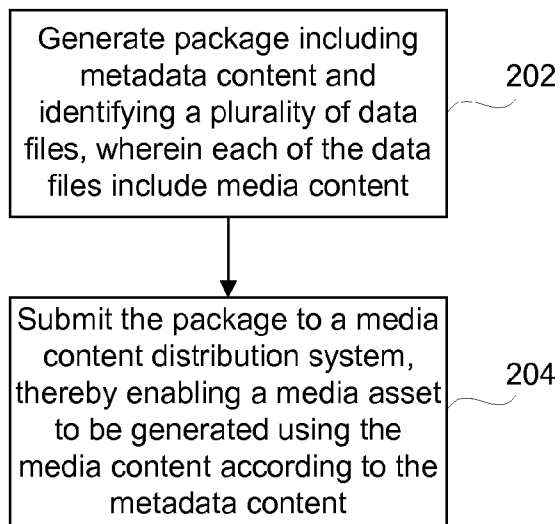 Generate package including
metadata content and
identifying a plurality of data
files, wherein each of the data
files include media content
202
Submit the package to a media
content distribution system,
thereby enabling a media asset
to be generated using the
media content according to the
metadata content
204